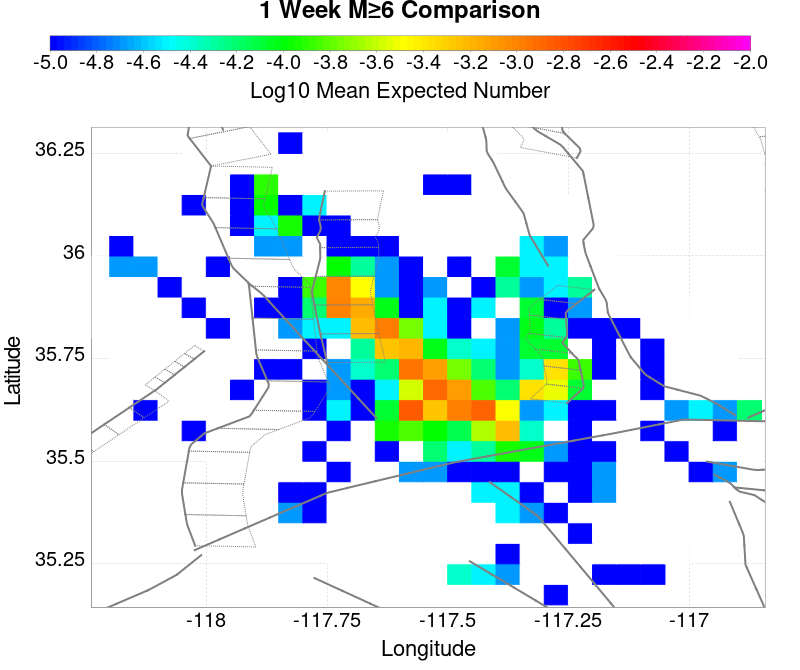 1 Week M≥6 Comparison
-5.0 -4.8 -4.6 -4.4 -4.2 -4.0 -3.8 -3.6 -3.4 -3.2 -3.0 -2.8 -2.6 -2.4 -2.2 -2.0
Log10 Mean Expected Number
36.25
36
35.75
35.5
35.25
Latitude
-118 -117.75 -117.5 -117.25 -117
Longitude